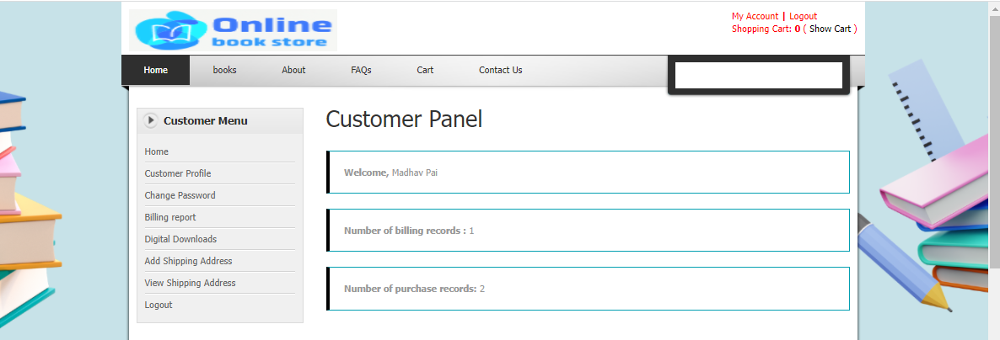 Online
book store
My Account | Logout
Shopping Cart: 0 ( Show Cart )
Home books About FAQs Cart Contact Us
Customer Menu
Home
Customer Profile
Change Password
Billing report
Digital Downloads
Add Shipping Address
View Shipping Address
Logout
Customer Panel
Welcome, Madhav Pai
Number of billing records : 1
Number of purchase records: 2